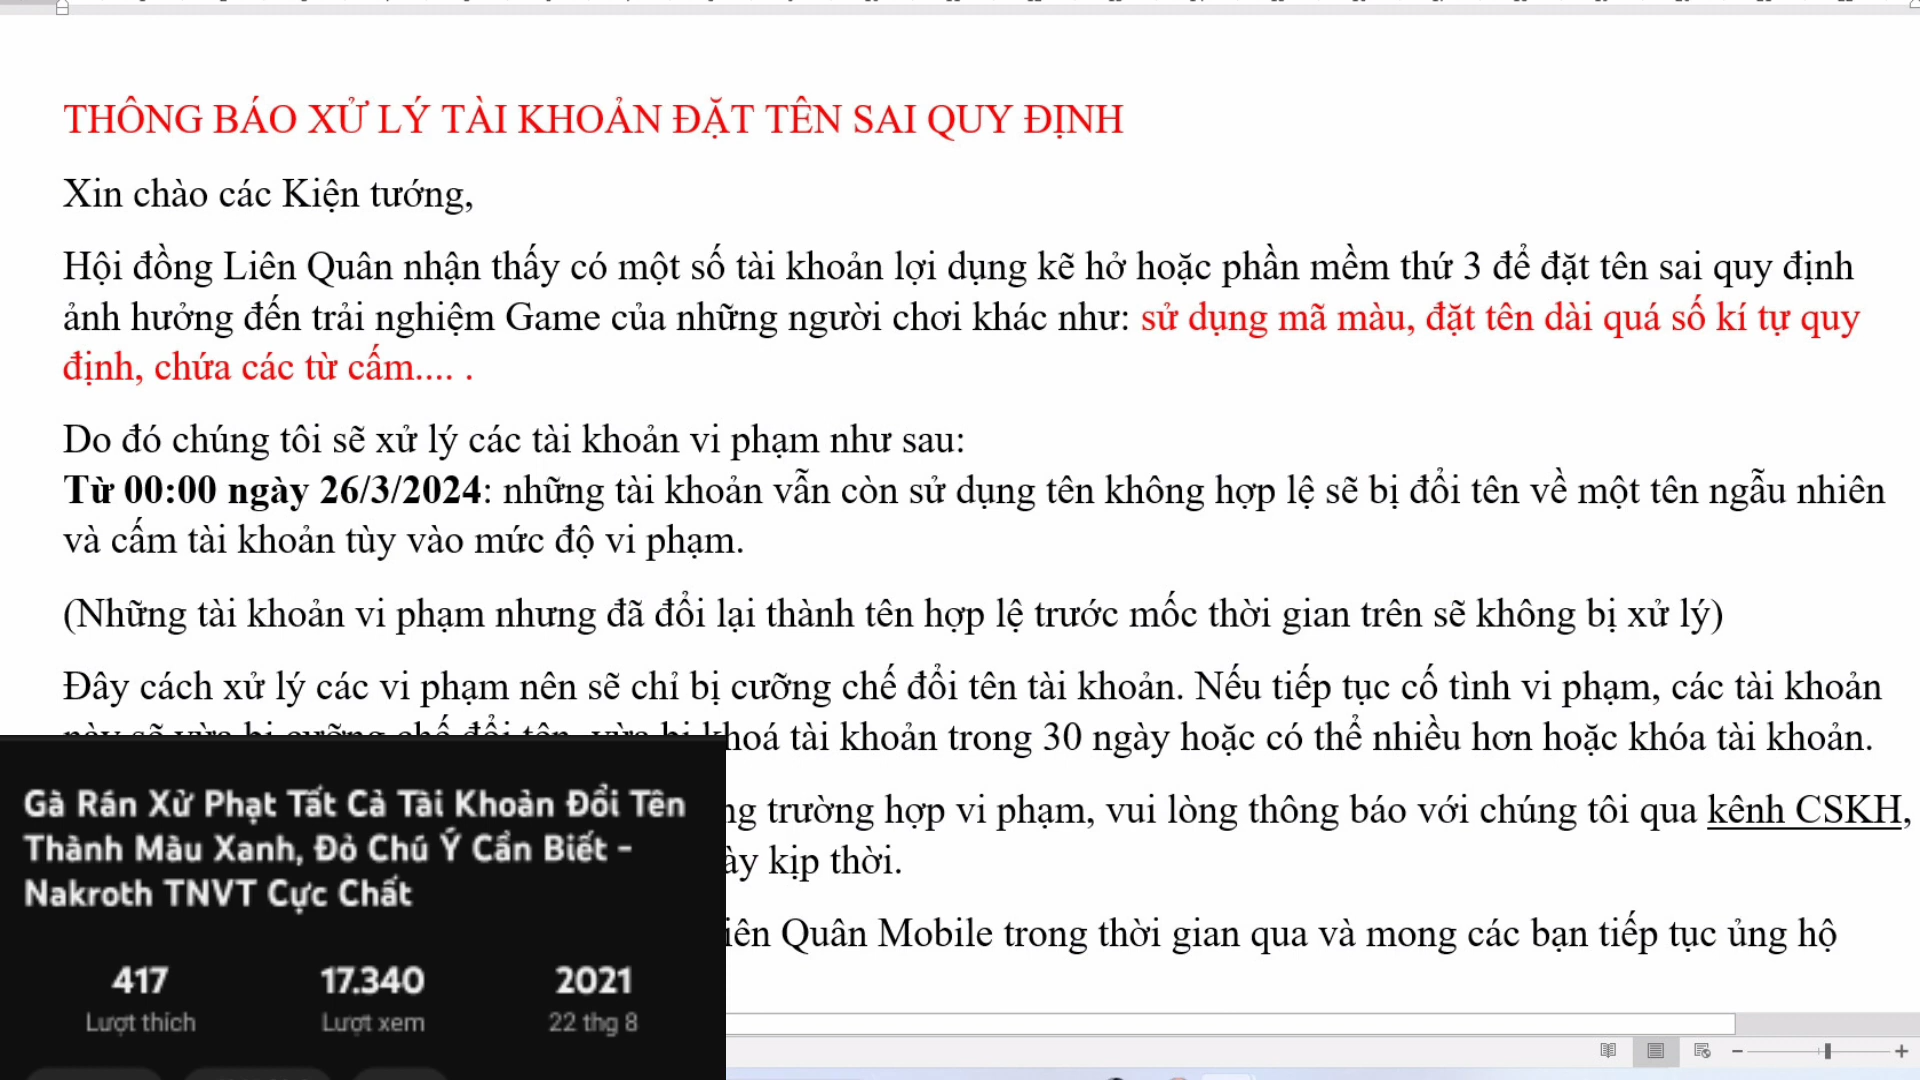 THÔNG BÁO XỬ LÝ TÀI KHOẢN ĐẶT TÊN SAI QUY ĐỊNH
Xin chào các Kiện tướng,
Hội đồng Liên Quân nhận thấy có một số tài khoản lợi dụng kẽ hở hoặc phần mềm thứ 3 để đặt tên sai quy định
ảnh hưởng đến trải nghiệm Game của những người chơi khác như: sử dụng mã màu, đặt tên dài quá số kí tự quy
định, chứa các từ cấm.... .
Do đó chúng tôi sẽ xử lý các tài khoản vi phạm như sau:
Từ 00:00 ngày 26/3/2024: những tài khoản vẫn còn sử dụng tên không hợp lệ sẽ bị đổi tên về một tên ngẫu nhiên
và cấm tài khoản tùy vào mức độ vi phạm.
(Những tài khoản vi phạm nhưng đã đổi lại thành tên hợp lệ trước mốc thời gian trên sẽ không bị xử lý)
Đây cách xử lý các vi phạm nên sẽ chỉ bị cưỡng chế đổi tên tài khoản. Nếu tiếp tục cố tình vi phạm, các tài khoản
này sẽ vừa bị cưỡng chế đổi tên, vừa bị khoá tài khoản trong 30 ngày hoặc có thể nhiều hơn hoặc khóa tài khoản.
ng trường hợp vi phạm, vui lòng thông báo với chúng tôi qua kênh CSKH,
ày kịp thời.
iên Quân Mobile trong thời gian qua và mong các bạn tiếp tục ủng hộ
Gà Rán Xử Phạt Tất Cả Tài Khoản Đổi Tên
Thành Màu Xanh, Đỏ Chú Ý Cần Biết -
Nakroth TNVT Cực Chất
417 17.340 2021
Lượt thích Lượt xem 22 thg 8